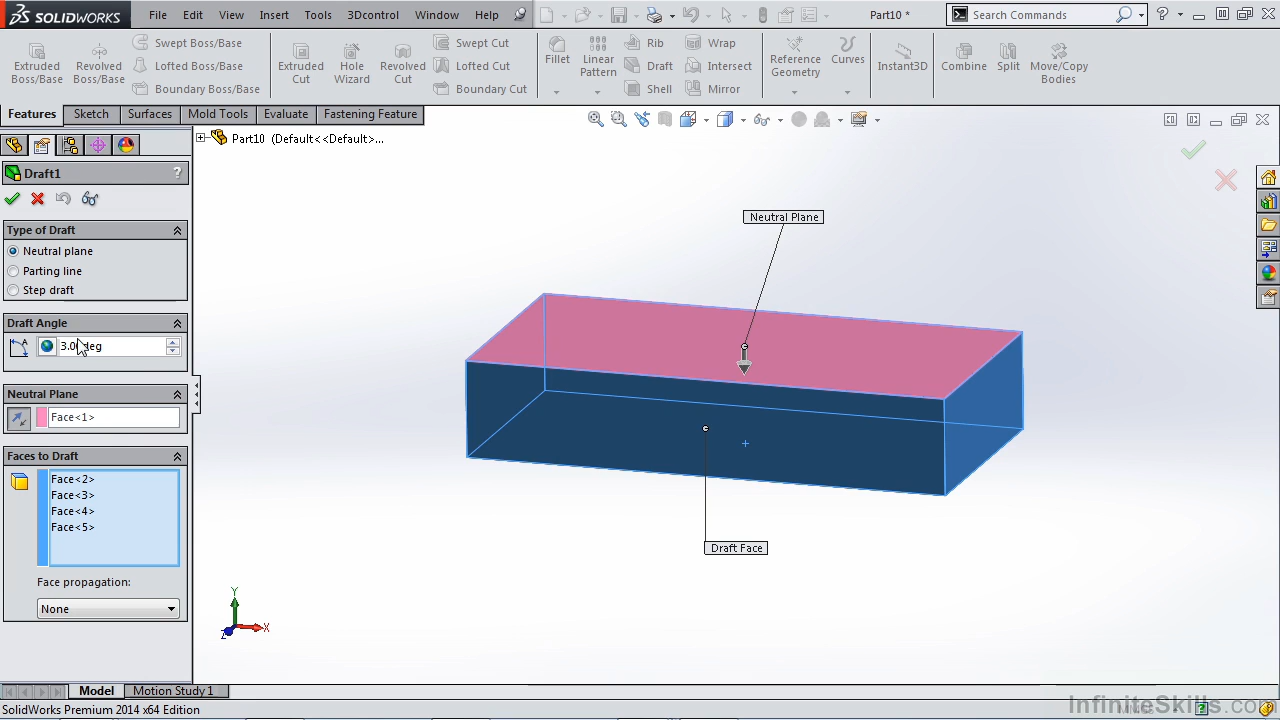 SOLIDWORKS File Edit View Insert Tools 3Dcontrol Window Help Part10 * Search Commands ?
Extruded Boss/Base
Revolved Boss/Base
Swept Boss/Base
Lofted Boss/Base
Boundary Boss/Base
Extruded Cut
Hole Wizard
Revolved Cut
Swept Cut
Lofted Cut
Boundary Cut
Fillet
Linear Pattern
Rib
Draft
Shell
Wrap
Intersect
Mirror
Reference Geometry
Curves
Instant3D
Combine
Split
Move/Copy Bodies
Features Sketch Surfaces Mold Tools Evaluate Fastening Feature
Part10 (Default<<Default>...
Draft1 ?
Type of Draft
Neutral plane
Parting line
Step draft
Draft Angle
Neutral Plane
Face<1>
Faces to Draft
Face<2>
Face<3>
Face<4>
Face<5>
Face propagation:
None
Neutral Plane
Draft Face
Y
X
Z
Model Motion Study 1
SolidWorks Premium 2014 x64 Edition
InfiniteSkills.com